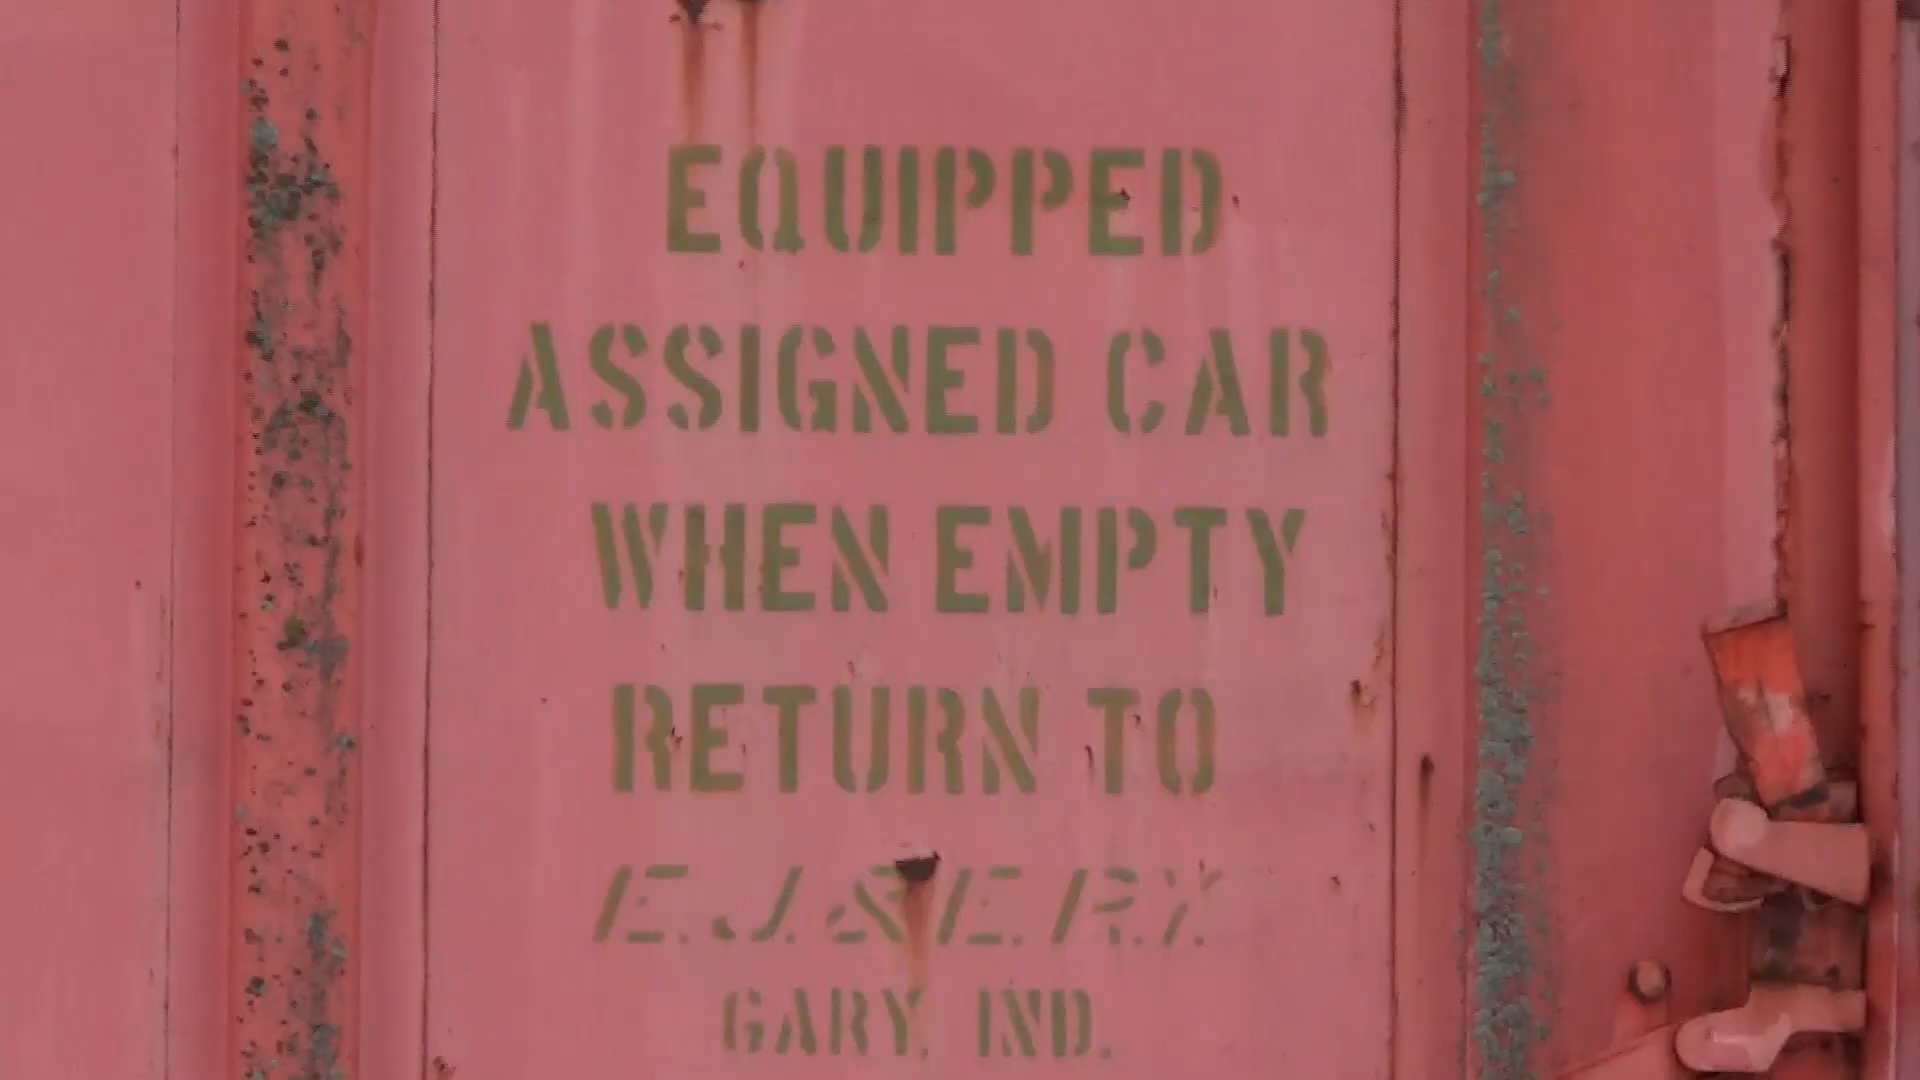 EQUIPPED
ASSIGNED CAR
WHEN EMPTY
RETURN TO
E.J.&E.RY.
GARY, IND.